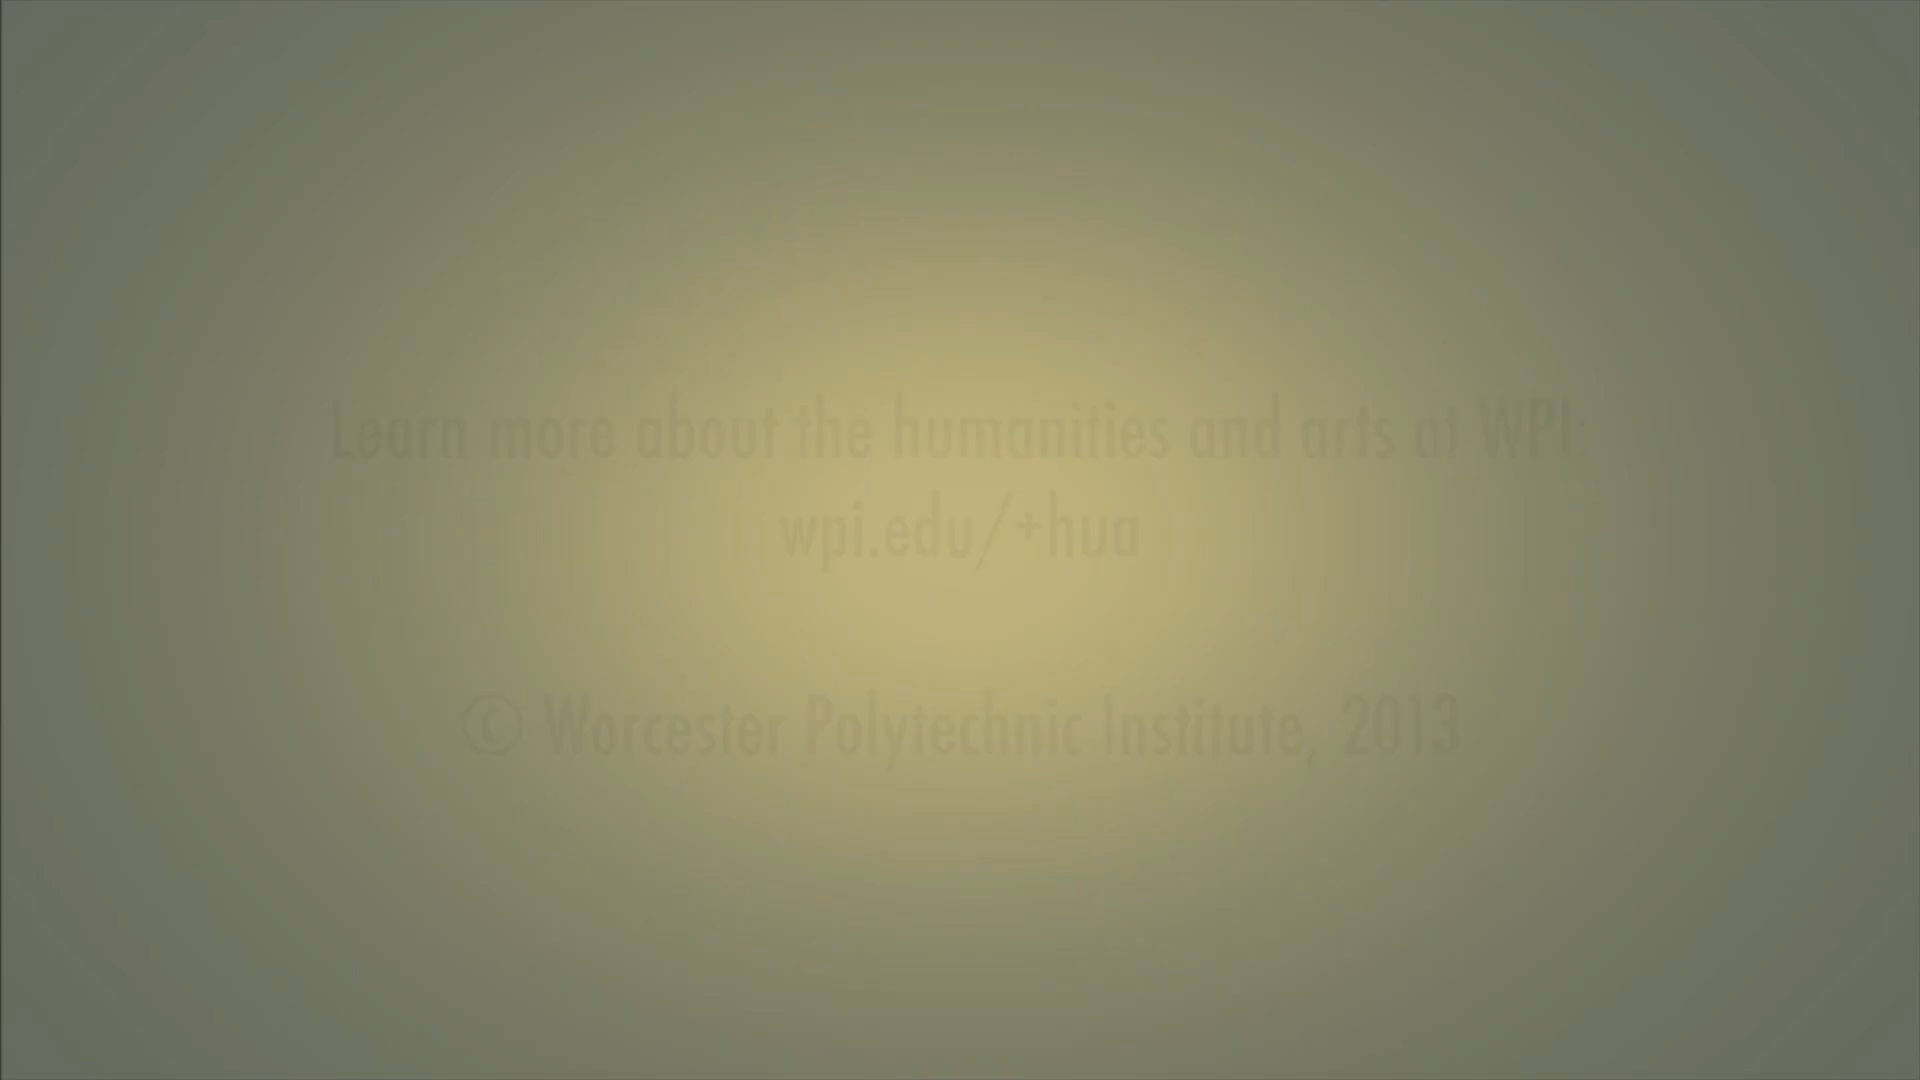 Learn more about the humanities and arts at WPI:
wpi.edu/+hua
© Worcester Polytechnic Institute, 2013